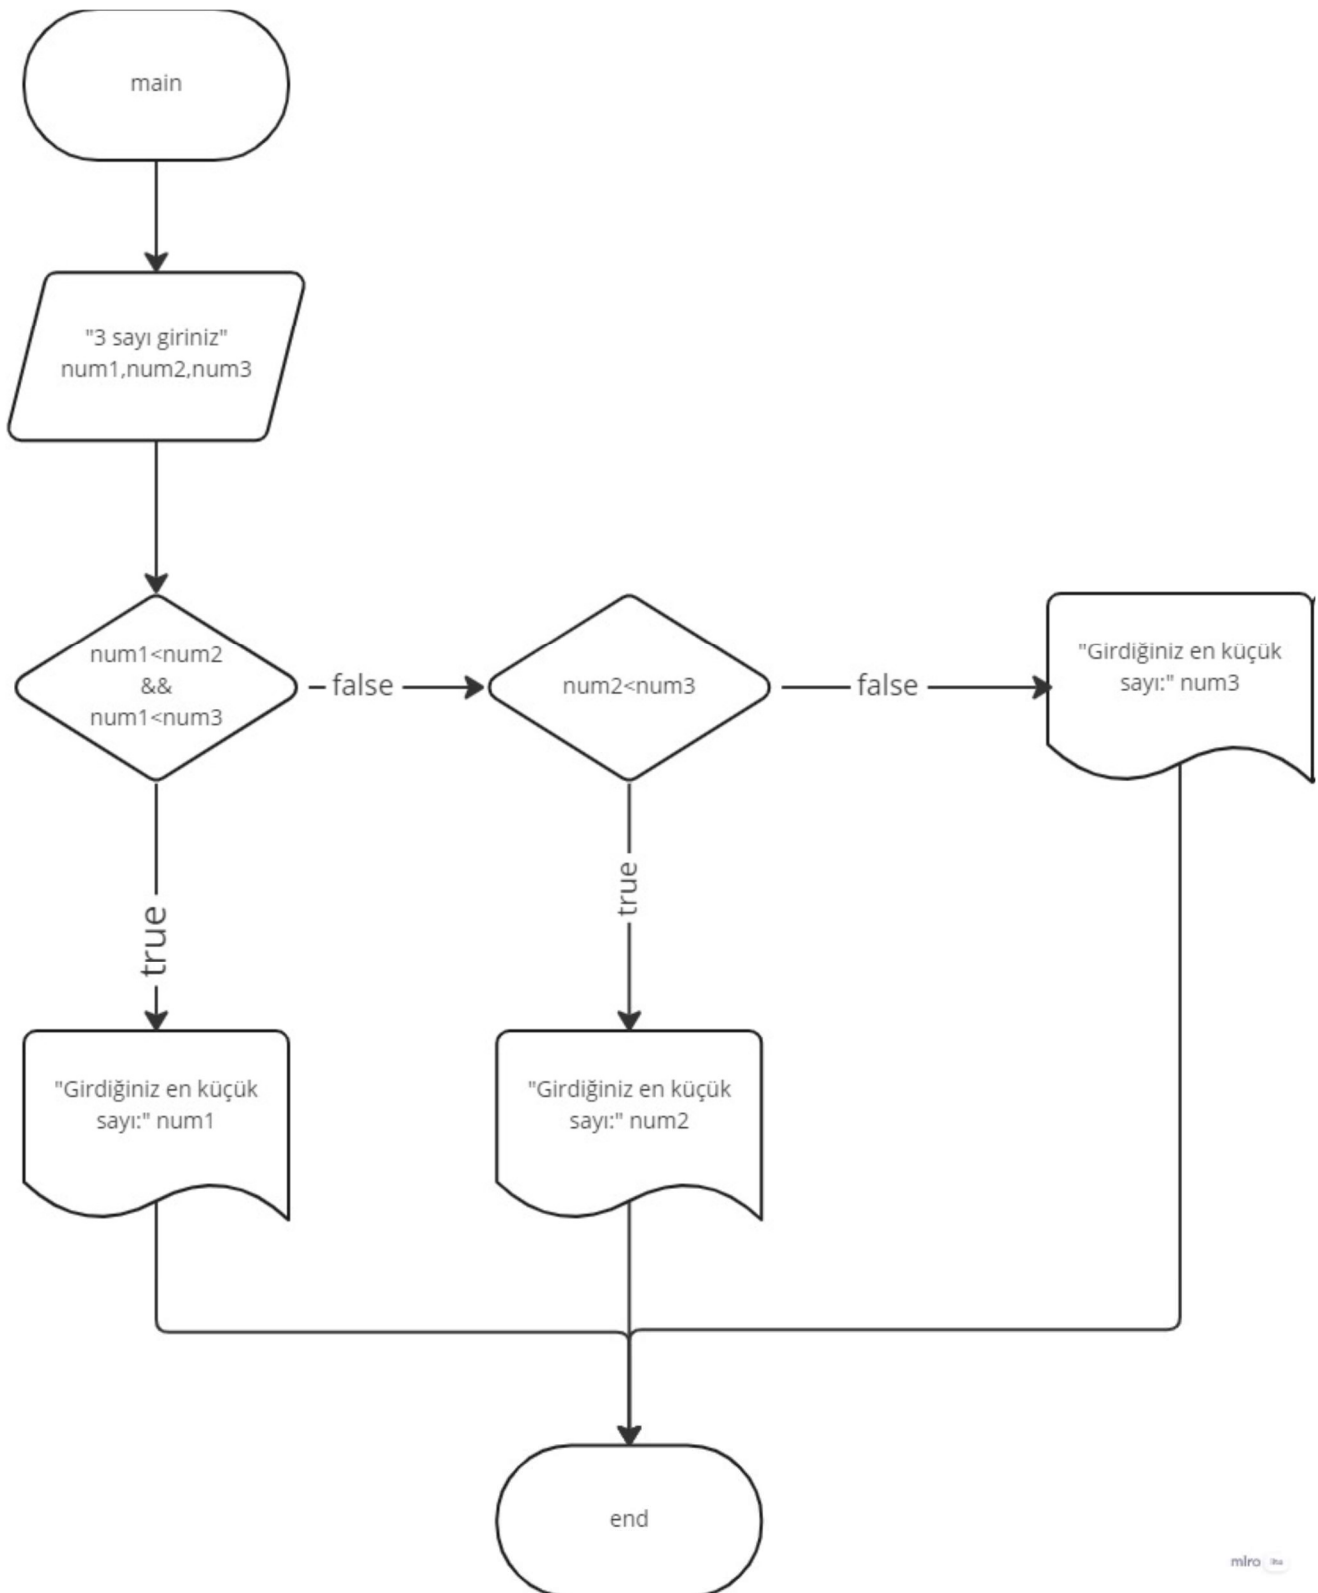 main
"3 sayı giriniz"
num1,num2,num3
num1<num2
&&
num1<num3
false
num2<num3
false
"Girdiğiniz en küçük
sayı:" num3
true
true
"Girdiğiniz en küçük
sayı:" num1
"Girdiğiniz en küçük
sayı:" num2
end
miro